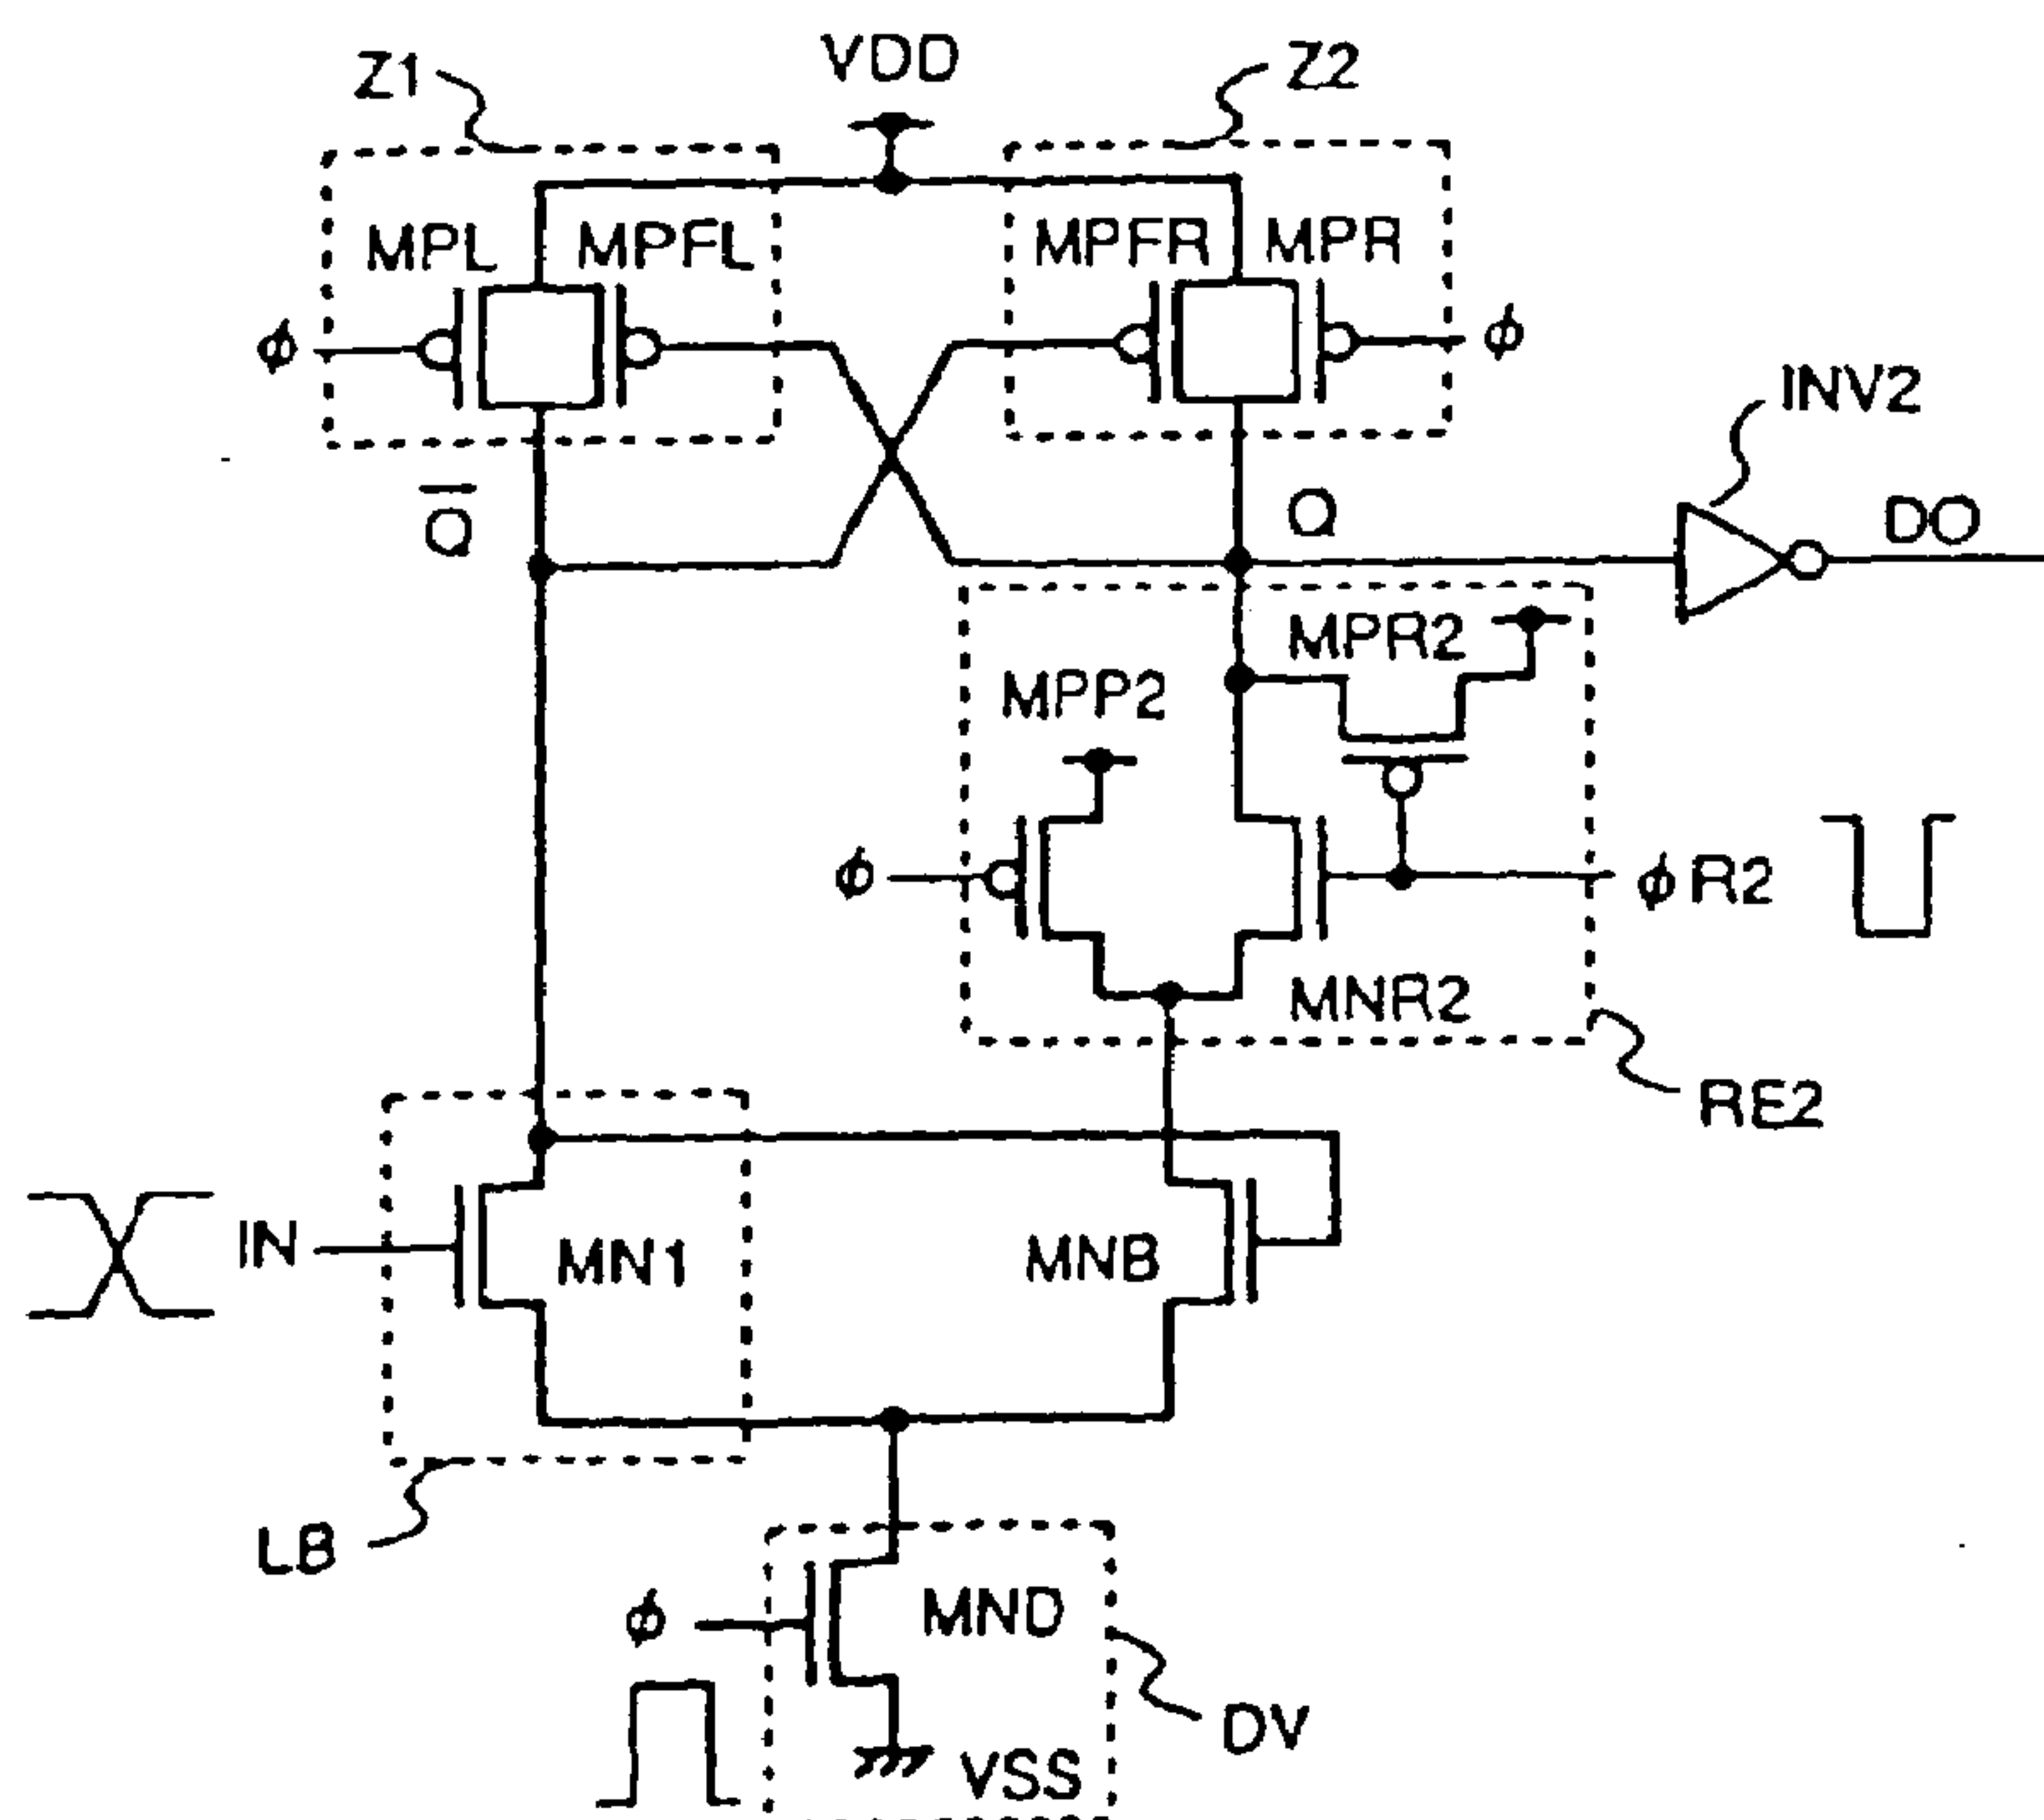 Z1
VDD
Z2
MPL
MPFL
MPFR
MPR
ϕ
ϕ
INV2
Q̅
Q
DO
MPR2
MPP2
ϕ
ϕR2
MNR2
RE2
IN
MN1
MNB
LB
ϕ
MND
DV
VSS